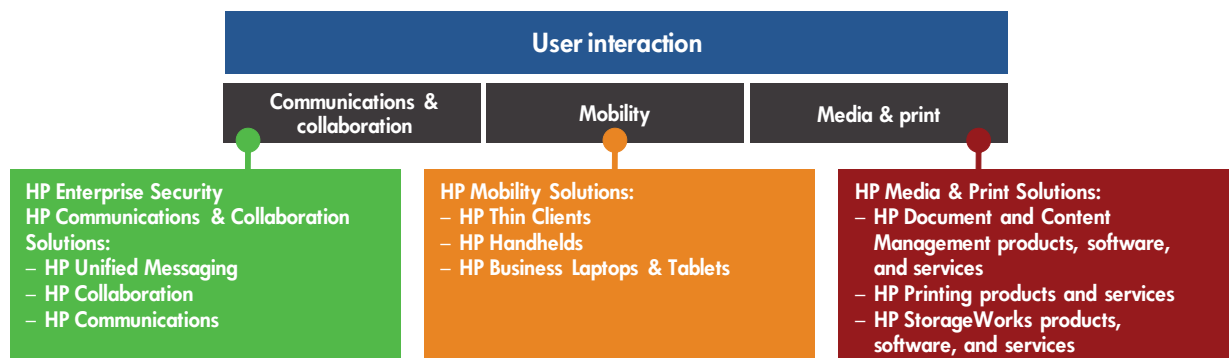 User interaction
Communications &
collaboration
Mobility
Media & print
HP Enterprise Security
HP Communications & Collaboration
Solutions:
– HP Unified Messaging
– HP Collaboration
– HP Communications
HP Mobility Solutions:
– HP Thin Clients
– HP Handhelds
– HP Business Laptops & Tablets
HP Media & Print Solutions:
– HP Document and Content
Management products, software,
and services
– HP Printing products and services
– HP StorageWorks products,
software, and services